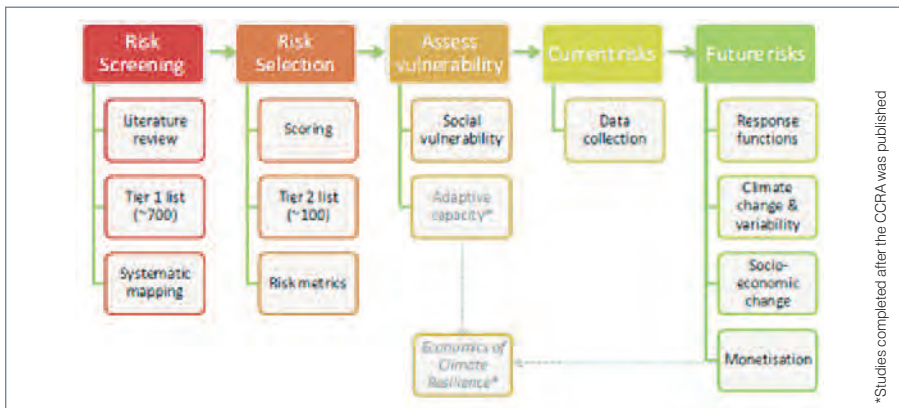 Risk
Screening
Literature
review
Tier 1 list
(~700)
Systematic
mapping
Risk
Selection
Scoring
Tier 2 list
(~100)
Risk metrics
Assess
vulnerability
Social
vulnerability
Adaptive
capacity*
Economics of
Climate
Resilience*
Current risks
Data
collection
Future risks
Response
functions
Climate
change &
variability
Socio-
economic
change
Monetisation
*Studies completed after the CCRA was published